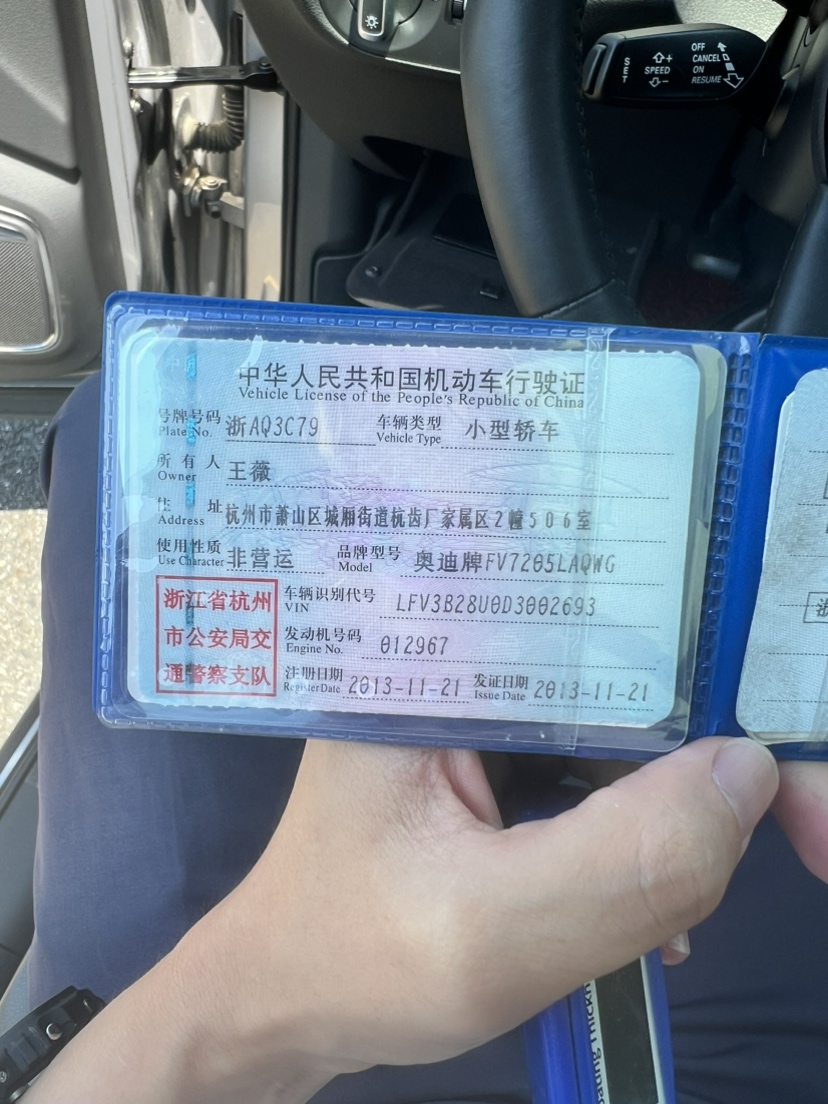 OFF
CANCEL
SET
SPEED
ON
RESUME
中华人民共和国机动车行驶证
Vehicle License of the People's Republic of China
号牌号码 浙AQ3C79 车辆类型 小型轿车
Plate No. Vehicle Type
所有人 王薇
Owner
住址 杭州市萧山区城厢街道杭齿厂家属区2幢506室
Address
使用性质 非营运 品牌型号 奥迪牌FV7205LAQWG
Use Character Model
浙江省杭州
市公安局交
通警察支队
车辆识别代号 LFV3B28U0D3002693
VIN
发动机号码 012967
Engine No.
注册日期 2013-11-21 发证日期 2013-11-21
Register Date Issue Date